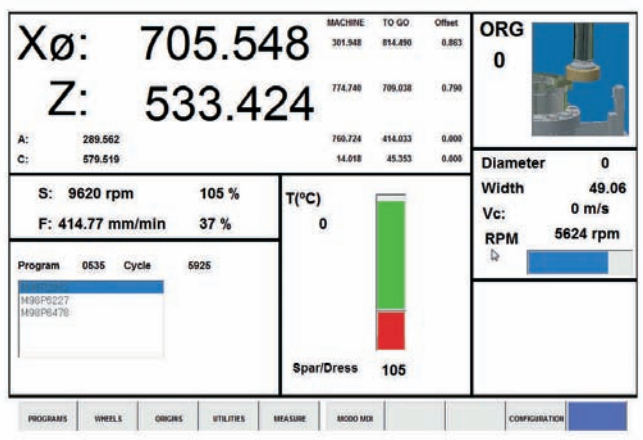 MACHINE TO GO Offset
Xø: 705.548 301.948 814.490 0.863
Z: 533.424 774.740 709.038 0.790
A: 289.562 760.724 414.033 0.000
C: 579.519 14.018 45.353 0.000
ORG
0
S: 9620 rpm 105 %
F: 414.77 mm/min 37 %
T(ºC)
0
Diameter 0
Width 49.06
Vc: 0 m/s
RPM 5624 rpm
Program 0535 Cycle 5925
M98P6227
M98P6478
Spar/Dress 105
PROGRAMS WHEELS ORIGINS UTILITIES MEASURE MODO MDI CONFIGURATION